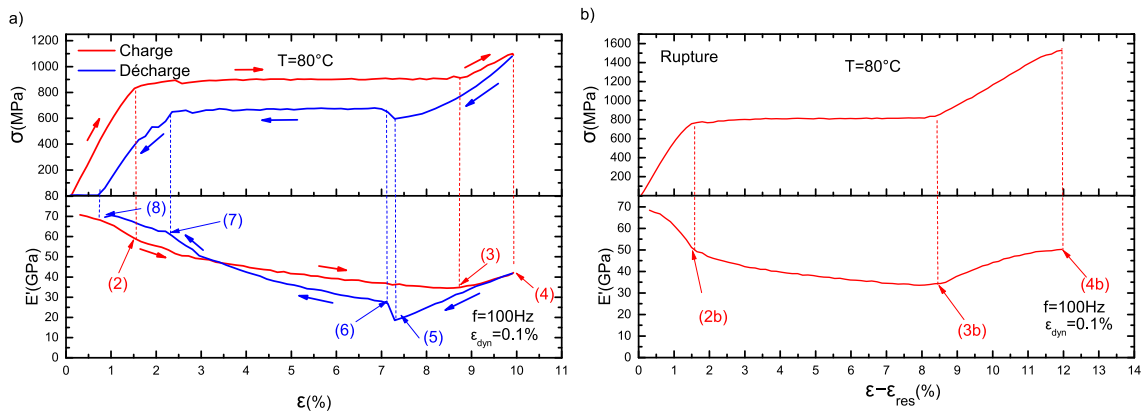 a)
Charge
Décharge
T=80°C
σ(MPa)
1200
1000
800
600
400
200
80
70
60
50
40
30
20
10
0
E'(GPa)
(8)
(7)
(2)
(3)
(4)
(6)
(5)
f=100Hz
ε_dyn=0.1%
0 1 2 3 4 5 6 7 8 9 10 11
ε(%)
b)
Rupture
T=80°C
σ(MPa)
1600
1400
1200
1000
800
600
400
200
0
70
60
50
40
30
20
10
0
E'(GPa)
(2b)
(3b)
(4b)
f=100Hz
ε_dyn=0.1%
0 1 2 3 4 5 6 7 8 9 10 11 12 13 14
ε−ε_res(%)